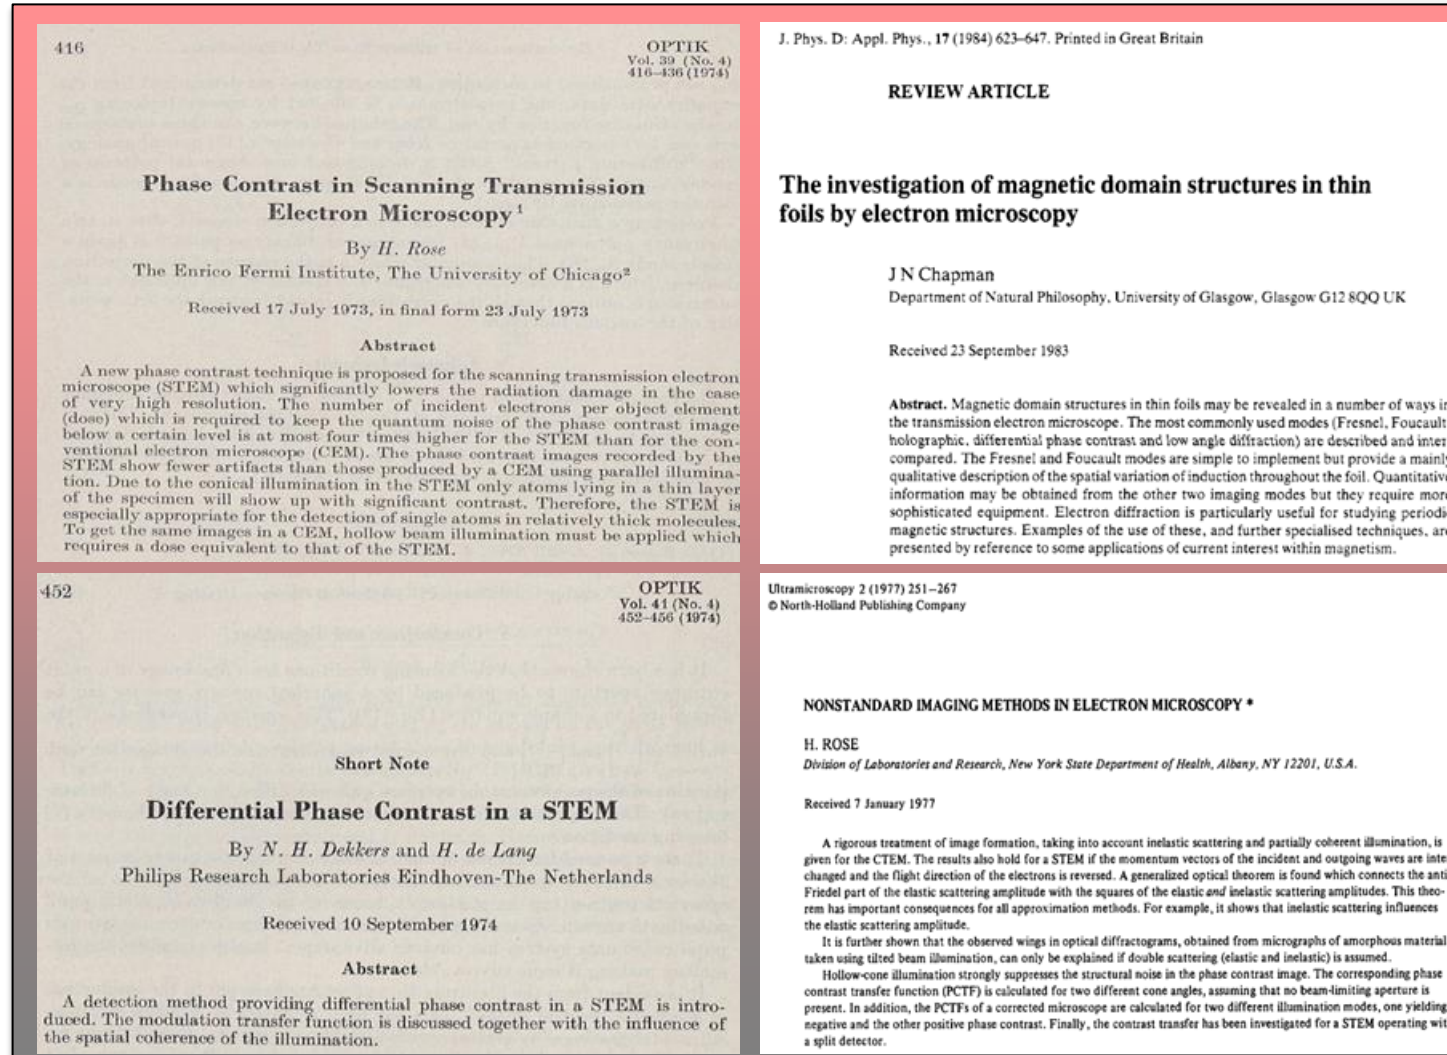 416
OPTIK
Vol. 39 (No. 4)
416–436 (1974)
Phase Contrast in Scanning Transmission
Electron Microscopy ¹
By H. Rose
The Enrico Fermi Institute, The University of Chicago²
Received 17 July 1973, in final form 23 July 1973
Abstract
A new phase contrast technique is proposed for the scanning transmission electron
microscope (STEM) which significantly lowers the radiation damage in the case
of very high resolution. The number of incident electrons per object element
(dose) which is required to keep the quantum noise of the phase contrast image
below a certain level is at most four times higher for the STEM than for the con-
ventional electron microscope (CEM). The phase contrast images recorded by the
STEM show fewer artifacts than those produced by a CEM using parallel illumina-
tion. Due to the conical illumination in the STEM only atoms lying in a thin layer
of the specimen will show up with significant contrast. Therefore, the STEM is
especially appropriate for the detection of single atoms in relatively thick molecules.
To get the same images in a CEM, hollow beam illumination must be applied which
requires a dose equivalent to that of the STEM.
J. Phys. D: Appl. Phys., 17 (1984) 623–647. Printed in Great Britain
REVIEW ARTICLE
The investigation of magnetic domain structures in thin
foils by electron microscopy
J N Chapman
Department of Natural Philosophy, University of Glasgow, Glasgow G12 8QQ UK
Received 23 September 1983
Abstract. Magnetic domain structures in thin foils may be revealed in a number of ways in
the transmission electron microscope. The most commonly used modes (Fresnel, Foucault
holographic, differential phase contrast and low angle diffraction) are described and inter
compared. The Fresnel and Foucault modes are simple to implement but provide a mainly
qualitative description of the spatial variation of induction throughout the foil. Quantitative
information may be obtained from the other two imaging modes but they require more
sophisticated equipment. Electron diffraction is particularly useful for studying periodic
magnetic structures. Examples of the use of these, and further specialised techniques, are
presented by reference to some applications of current interest within magnetism.
452
OPTIK
Vol. 41 (No. 4)
452–456 (1974)
Short Note
Differential Phase Contrast in a STEM
By N. H. Dekkers and H. de Lang
Philips Research Laboratories Eindhoven-The Netherlands
Received 10 September 1974
Abstract
A detection method providing differential phase contrast in a STEM is intro-
duced. The modulation transfer function is discussed together with the influence of
the spatial coherence of the illumination.
Ultramicroscopy 2 (1977) 251–267
© North-Holland Publishing Company
NONSTANDARD IMAGING METHODS IN ELECTRON MICROSCOPY *
H. ROSE
Division of Laboratories and Research, New York State Department of Health, Albany, NY 12201, U.S.A.
Received 7 January 1977
A rigorous treatment of image formation, taking into account inelastic scattering and partially coherent illumination, is
given for the CTEM. The results also hold for a STEM if the momentum vectors of the incident and outgoing waves are inte
changed and the flight direction of the electrons is reversed. A generalized optical theorem is found which connects the anti
Friedel part of the elastic scattering amplitude with the squares of the elastic and inelastic scattering amplitudes. This theo-
rem has important consequences for all approximation methods. For example, it shows that inelastic scattering influences
the elastic scattering amplitude.
It is further shown that the observed wings in optical diffractograms, obtained from micrographs of amorphous material
taken using tilted beam illumination, can only be explained if double scattering (elastic and inelastic) is assumed.
Hollow-cone illumination strongly suppresses the structural noise in the phase contrast image. The corresponding phase
contrast transfer function (PCTF) is calculated for two different cone angles, assuming that no beam-limiting aperture is
present. In addition, the PCTFs of a corrected microscope are calculated for two different illumination modes, one yielding
negative and the other positive phase contrast. Finally, the contrast transfer has been investigated for a STEM operating wit
a split detector.